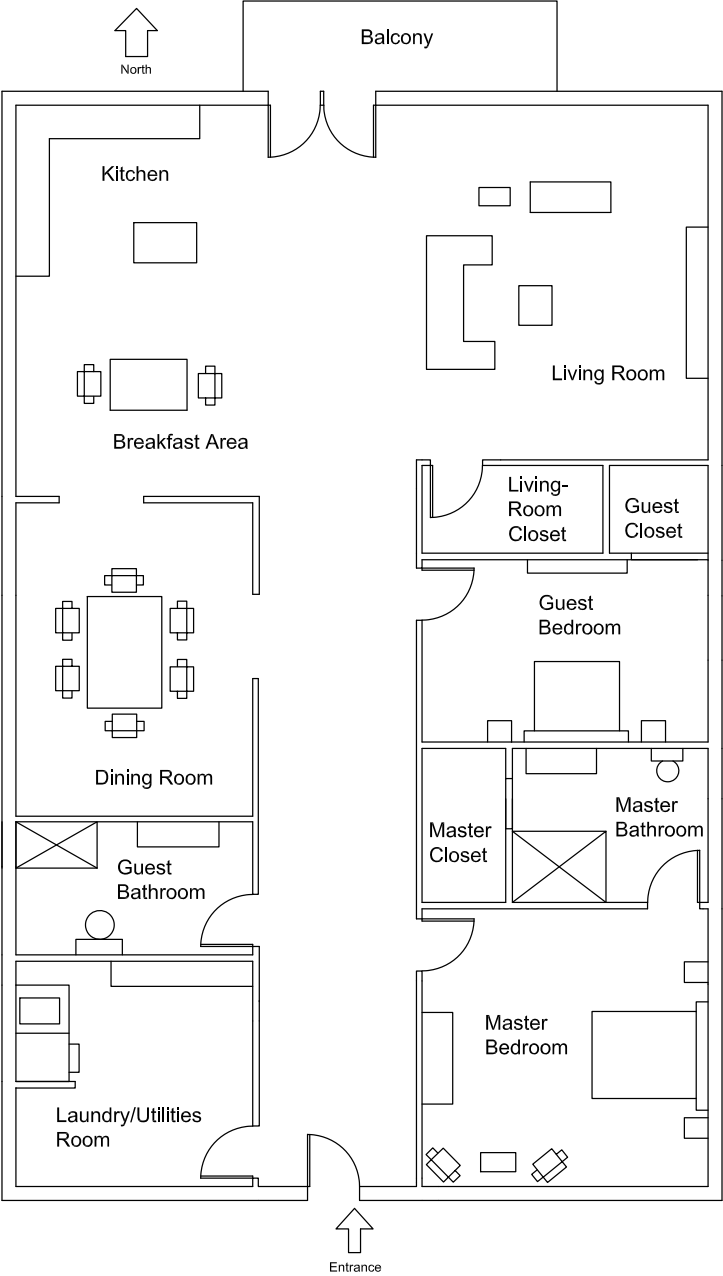 Balcony
North
Kitchen
Living Room
Breakfast Area
Living-
Room
Closet
Guest
Closet
Guest
Bedroom
Dining Room
Master
Bathroom
Master
Closet
Guest
Bathroom
Master
Bedroom
Laundry/Utilities
Room
Entrance